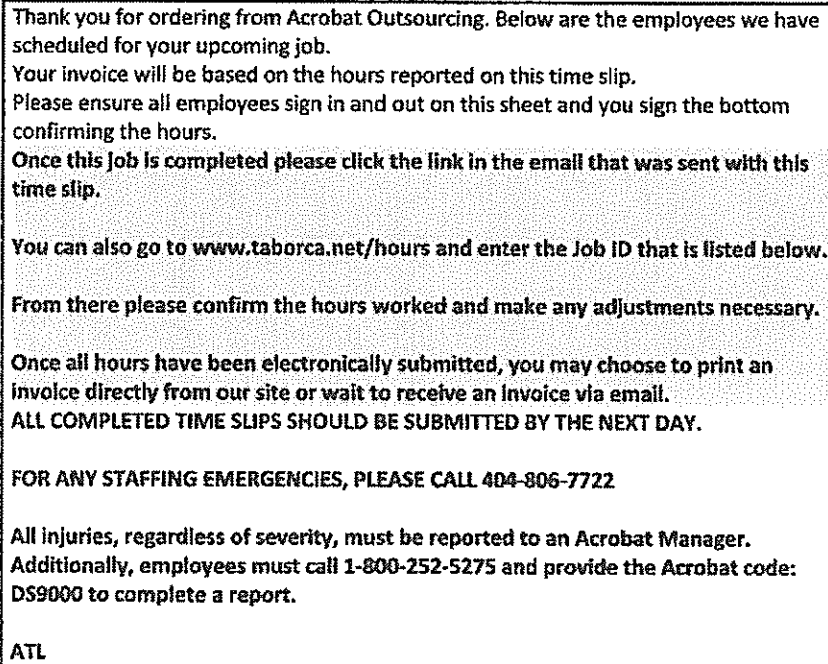 Thank you for ordering from Acrobat Outsourcing. Below are the employees we have
scheduled for your upcoming job.
Your invoice will be based on the hours reported on this time slip.
Please ensure all employees sign in and out on this sheet and you sign the bottom
confirming the hours.
Once this job is completed please click the link in the email that was sent with this
time slip.
You can also go to www.taborca.net/hours and enter the Job ID that is listed below.
From there please confirm the hours worked and make any adjustments necessary.
Once all hours have been electronically submitted, you may choose to print an
invoice directly from our site or wait to receive an invoice via email.
ALL COMPLETED TIME SLIPS SHOULD BE SUBMITTED BY THE NEXT DAY.
FOR ANY STAFFING EMERGENCIES, PLEASE CALL 404-806-7722
All injuries, regardless of severity, must be reported to an Acrobat Manager.
Additionally, employees must call 1-800-252-5275 and provide the Acrobat code:
DS9000 to complete a report.
ATL